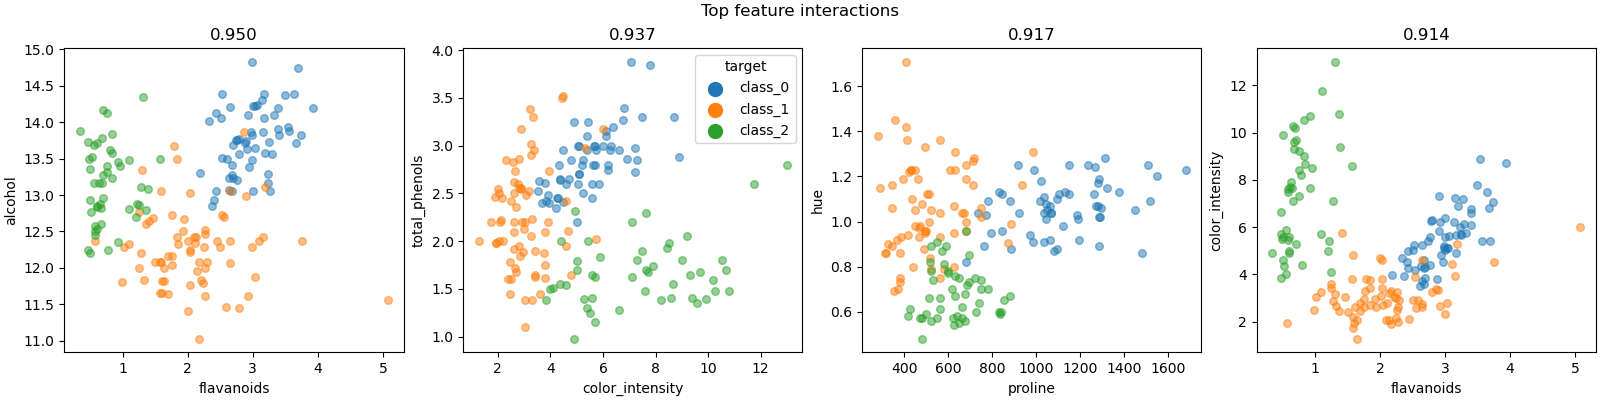 Top feature interactions
0.950
15.0
14.5
14.0
13.5
13.0
12.5
12.0
11.5
11.0
alcohol
1 2 3 4 5
flavanoids
0.937
4.0
3.5
3.0
2.5
2.0
1.5
1.0
total_phenols
2 4 6 8 10 12
color_intensity
target
class_0
class_1
class_2
0.917
1.6
1.4
1.2
1.0
0.8
0.6
hue
400 600 800 1000 1200 1400 1600
proline
0.914
12
10
8
6
4
2
color_intensity
1 2 3 4 5
flavanoids